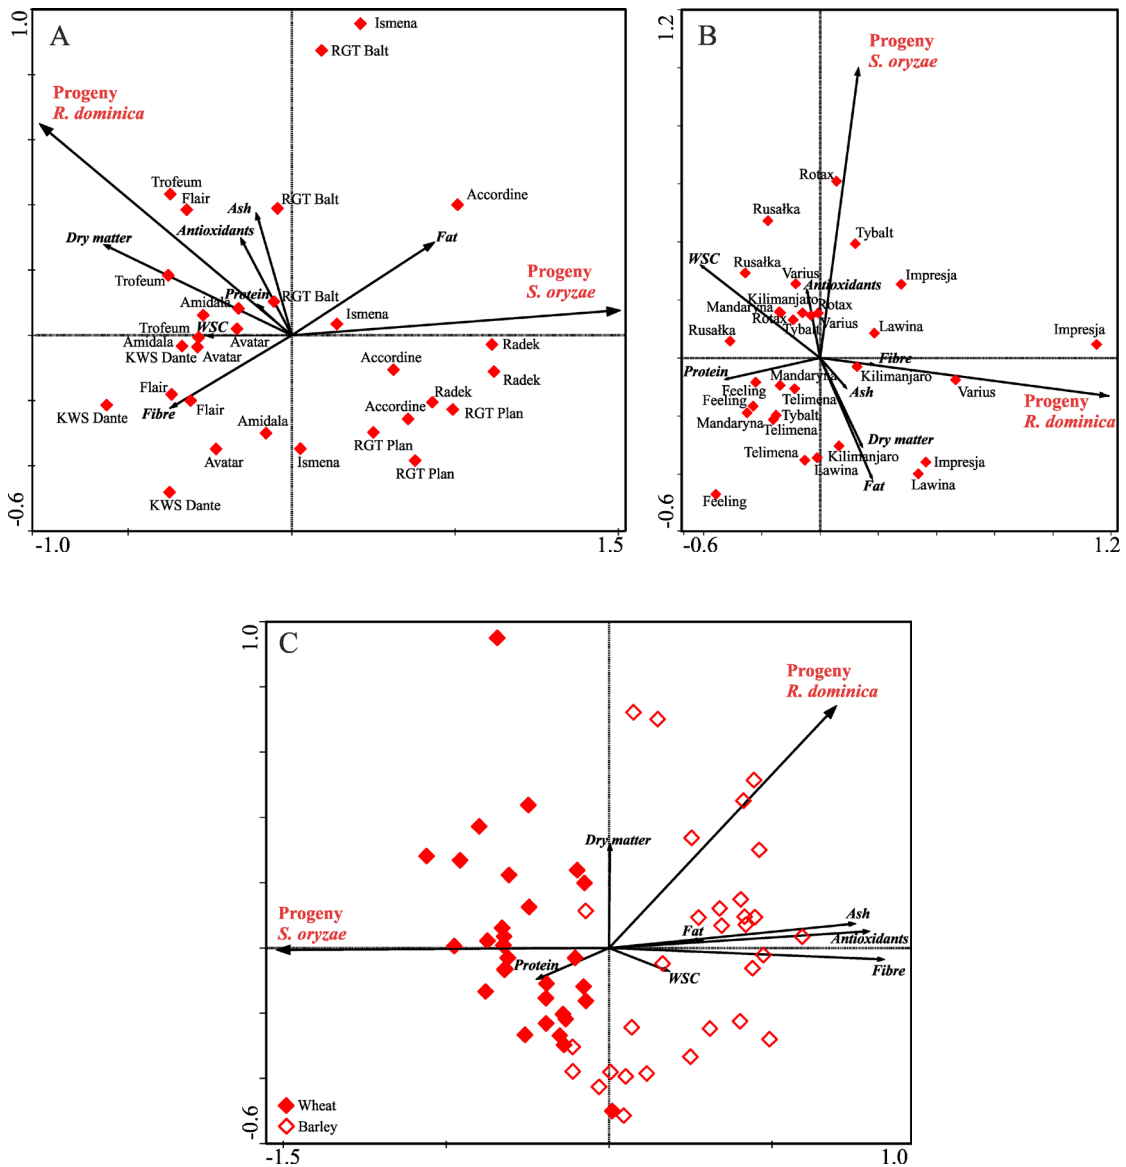 A
1.0
Ismena
RGT Balt
Progeny
R. dominica
Trofeum
Flair
RGT Balt
Ash
Antioxidants
Accordine
Fat
Dry matter
Progeny
S. oryzae
Trofeum
Protein
RGT Balt
Amidala
Ismena
Trofeum
WSC
Avatar
Amidala
KWS Dante
Avatar
Radek
Accordine
Radek
Flair
Flair
KWS Dante
Fibre
Radek
Accordine
RGT Plan
Amidala
Avatar
Ismena
RGT Plan
RGT Plan
KWS Dante
-0.6
-1.0
1.5
B
1.2
Progeny
S. oryzae
Rotax
Rusałka
Tybalt
WSC
Rusałka
Varius
Antioxidants
Impresja
Kilimanjaro
Mandaryna
Rotax
Rotax
Tybalt
Varius
Lawina
Rusałka
Impresja
Fibre
Protein
Mandaryna
Kilimanjaro
Feeling
Ash
Varius
Telimena
Progeny
R. dominica
Feeling
Mandaryna
Tybalt
Telimena
Dry matter
Telimena
Kilimanjaro
Lawina
Impresja
Fat
Lawina
Feeling
-0.6
-0.6
1.2
C
1.0
Progeny
R. dominica
Dry matter
Progeny
S. oryzae
Ash
Fat
Antioxidants
Protein
WSC
Fibre
Wheat
Barley
-0.6
-1.5
1.0